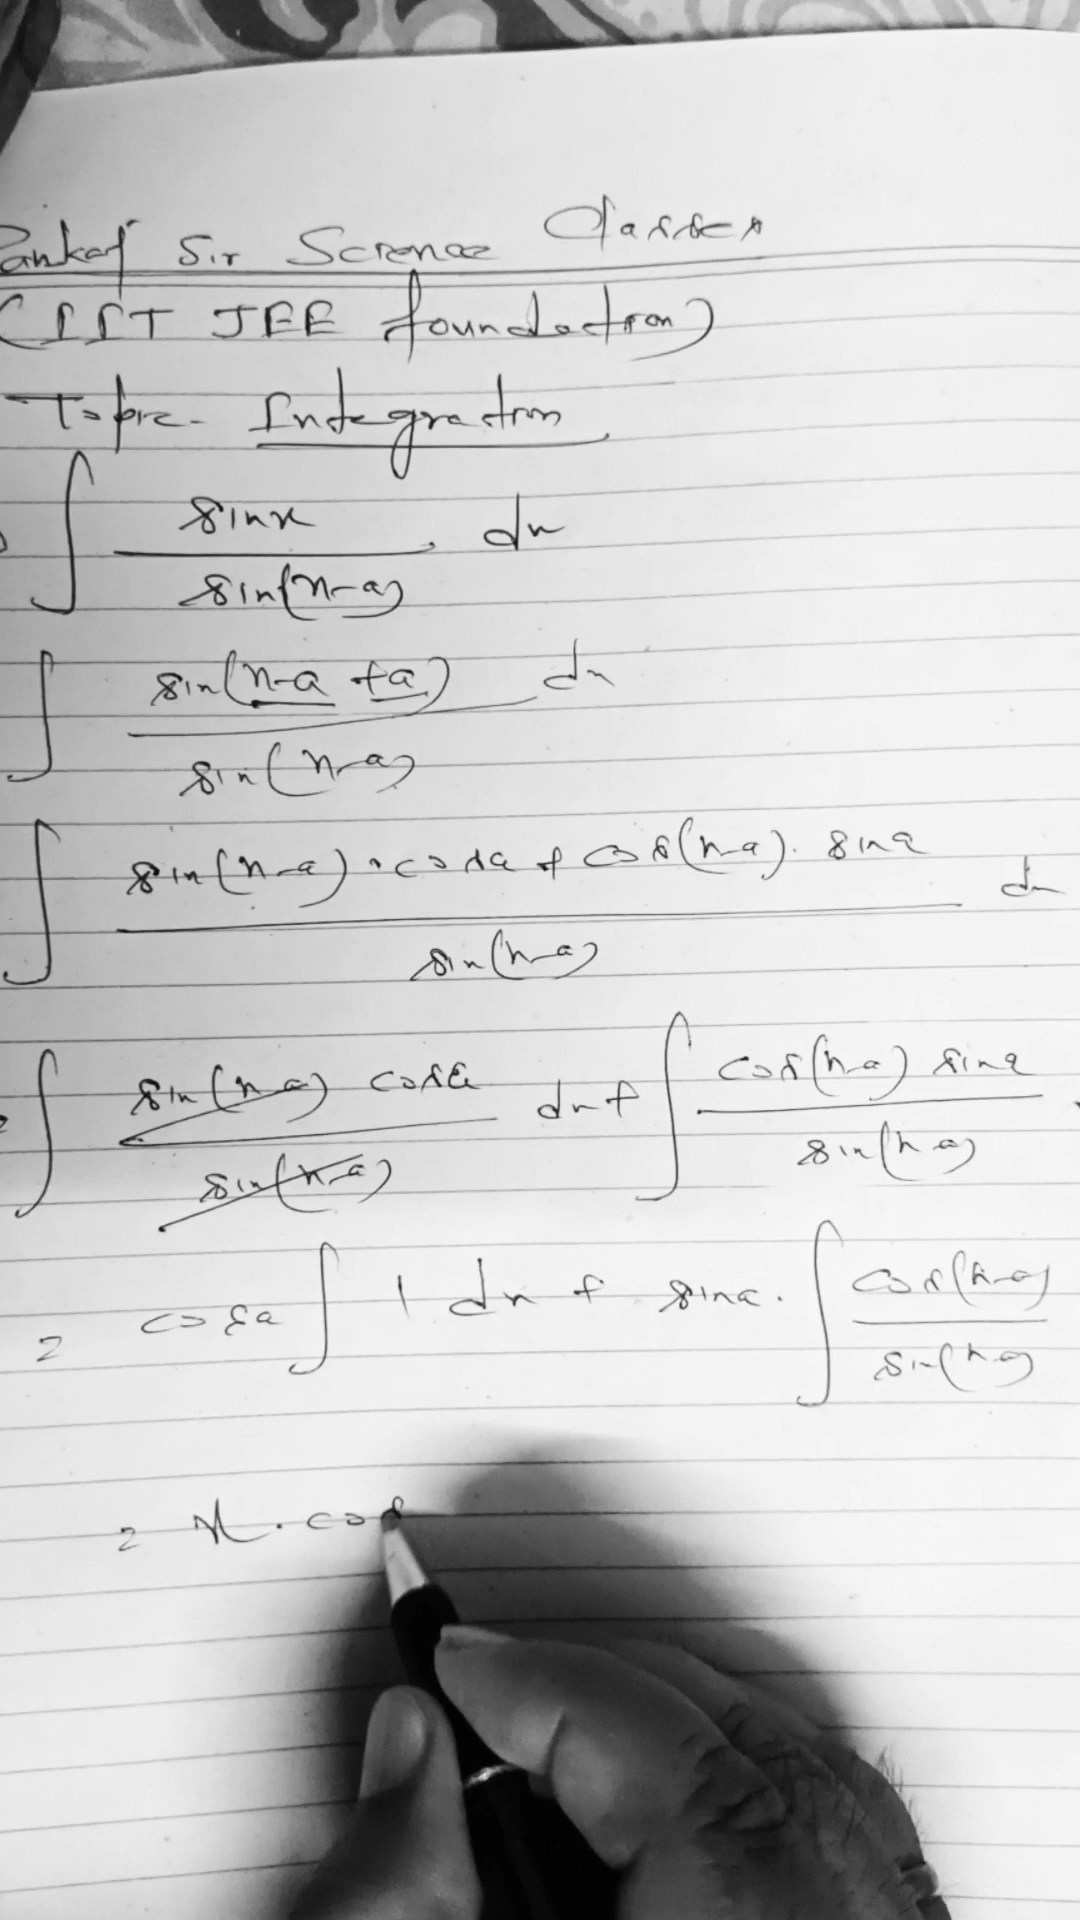 Pankaj Sir Science Classes
(IIT JEE foundation)
Topic- Integration
∫ sinx / sin(x-a) dx
∫ sin(x-a +a) / sin(x-a) dx
∫ sin(x-a).cosa + cos(x-a). sina / sin(x-a) dx
∫ sin(x-a) cosa / sin(x-a) dx + ∫ cos(x-a) sina / sin(x-a)
= cosa ∫ 1 dx + sina. ∫ cos(x-a) / sin(x-a)
= x.cos